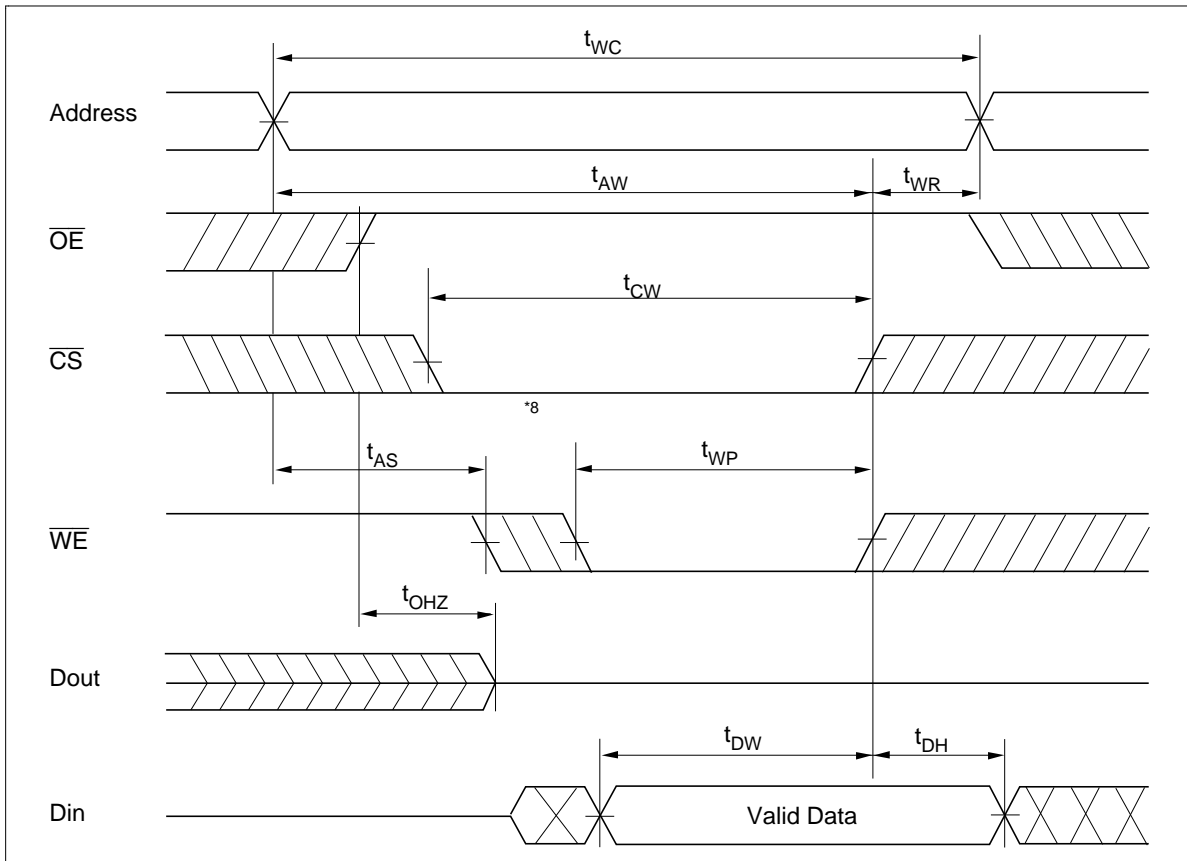 tWC
Address
tAW
tWR
OE
tCW
CS
*8
tAS
tWP
WE
tOHZ
Dout
tDW
tDH
Din
Valid Data